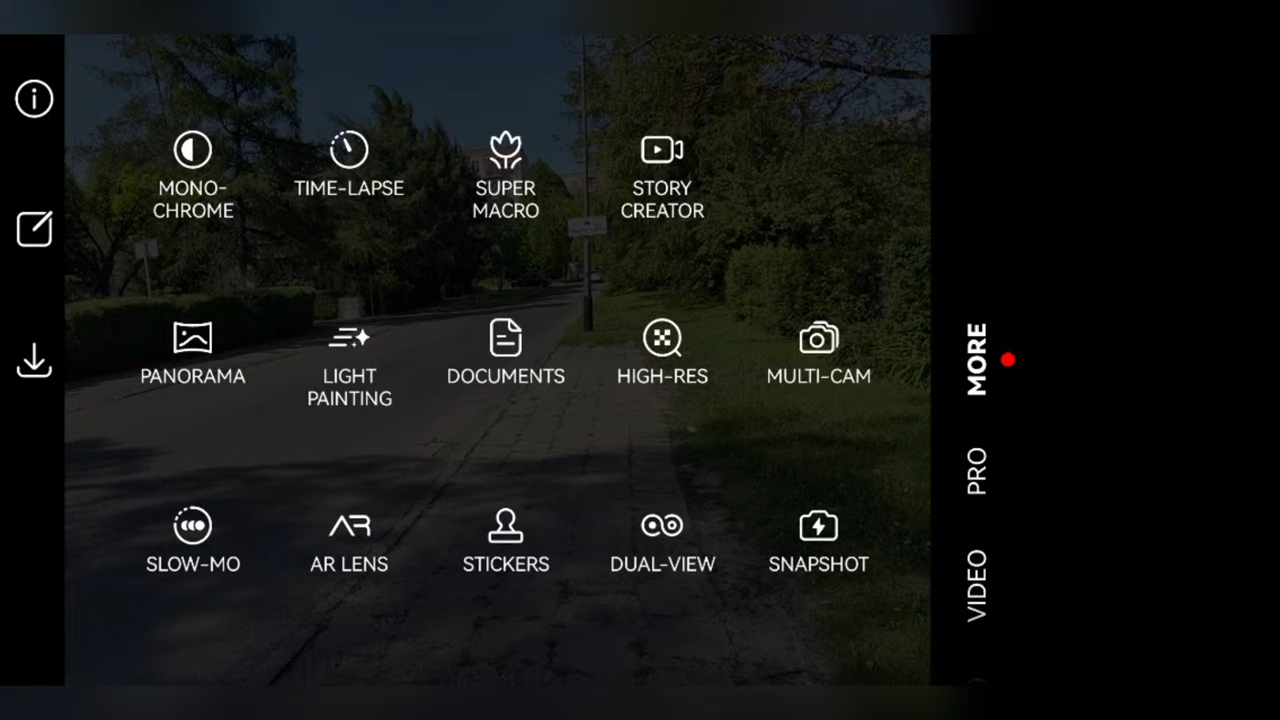 MONO-
CHROME
TIME-LAPSE
SUPER
MACRO
STORY
CREATOR
PANORAMA
LIGHT
PAINTING
DOCUMENTS
HIGH-RES
MULTI-CAM
SLOW-MO
AR LENS
STICKERS
DUAL-VIEW
SNAPSHOT
MORE
PRO
VIDEO